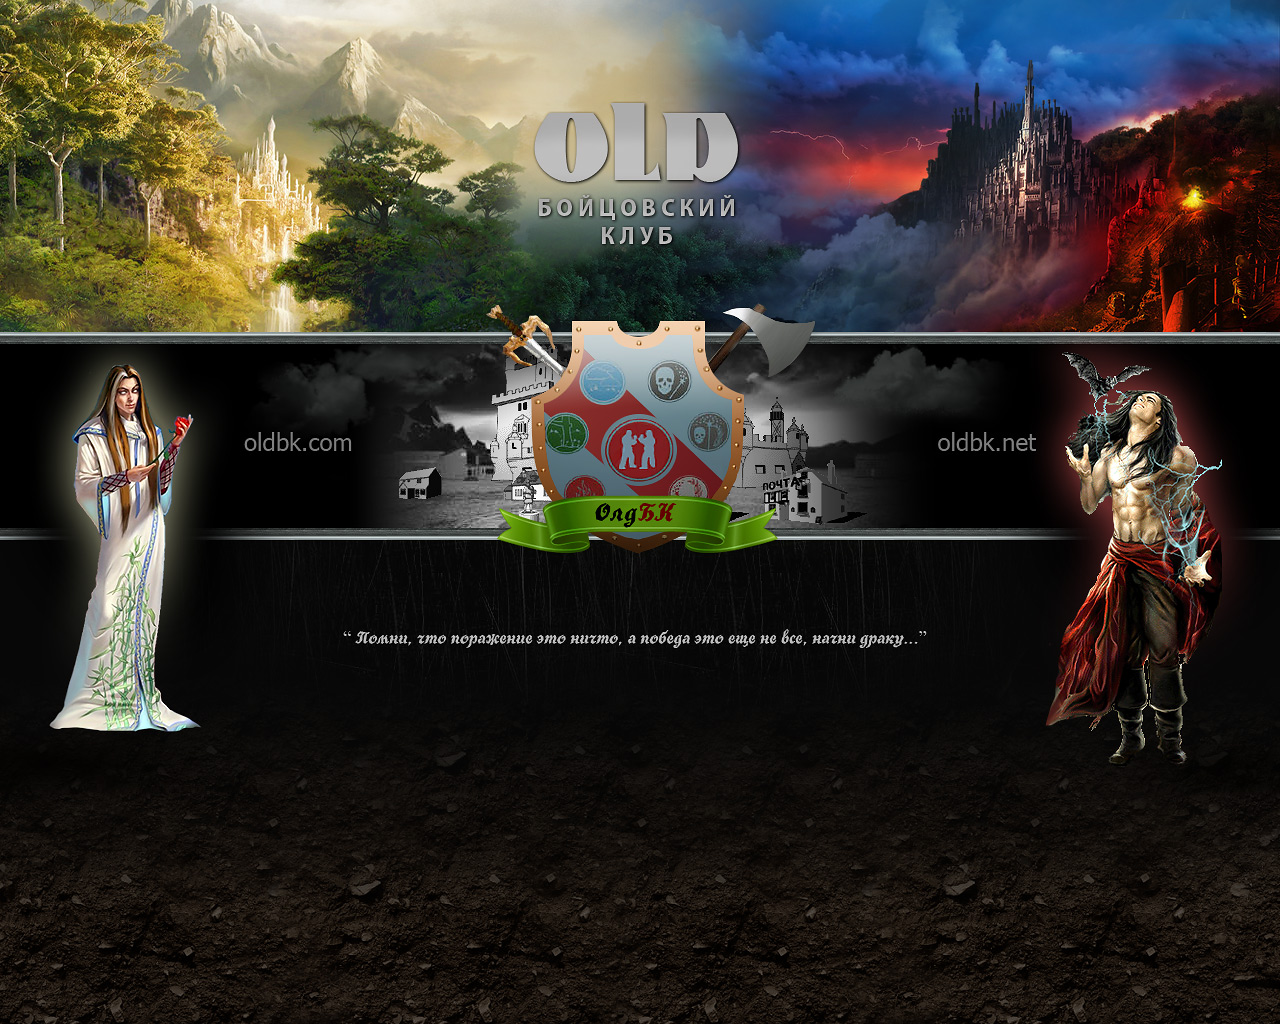 OLD
БОЙЦОВСКИЙ
КЛУБ
oldbk.com
oldbk.net
ПОЧТА
ОлдБК
“ Помни, что поражение это ничто, а победа это еще не все, начни драку...”